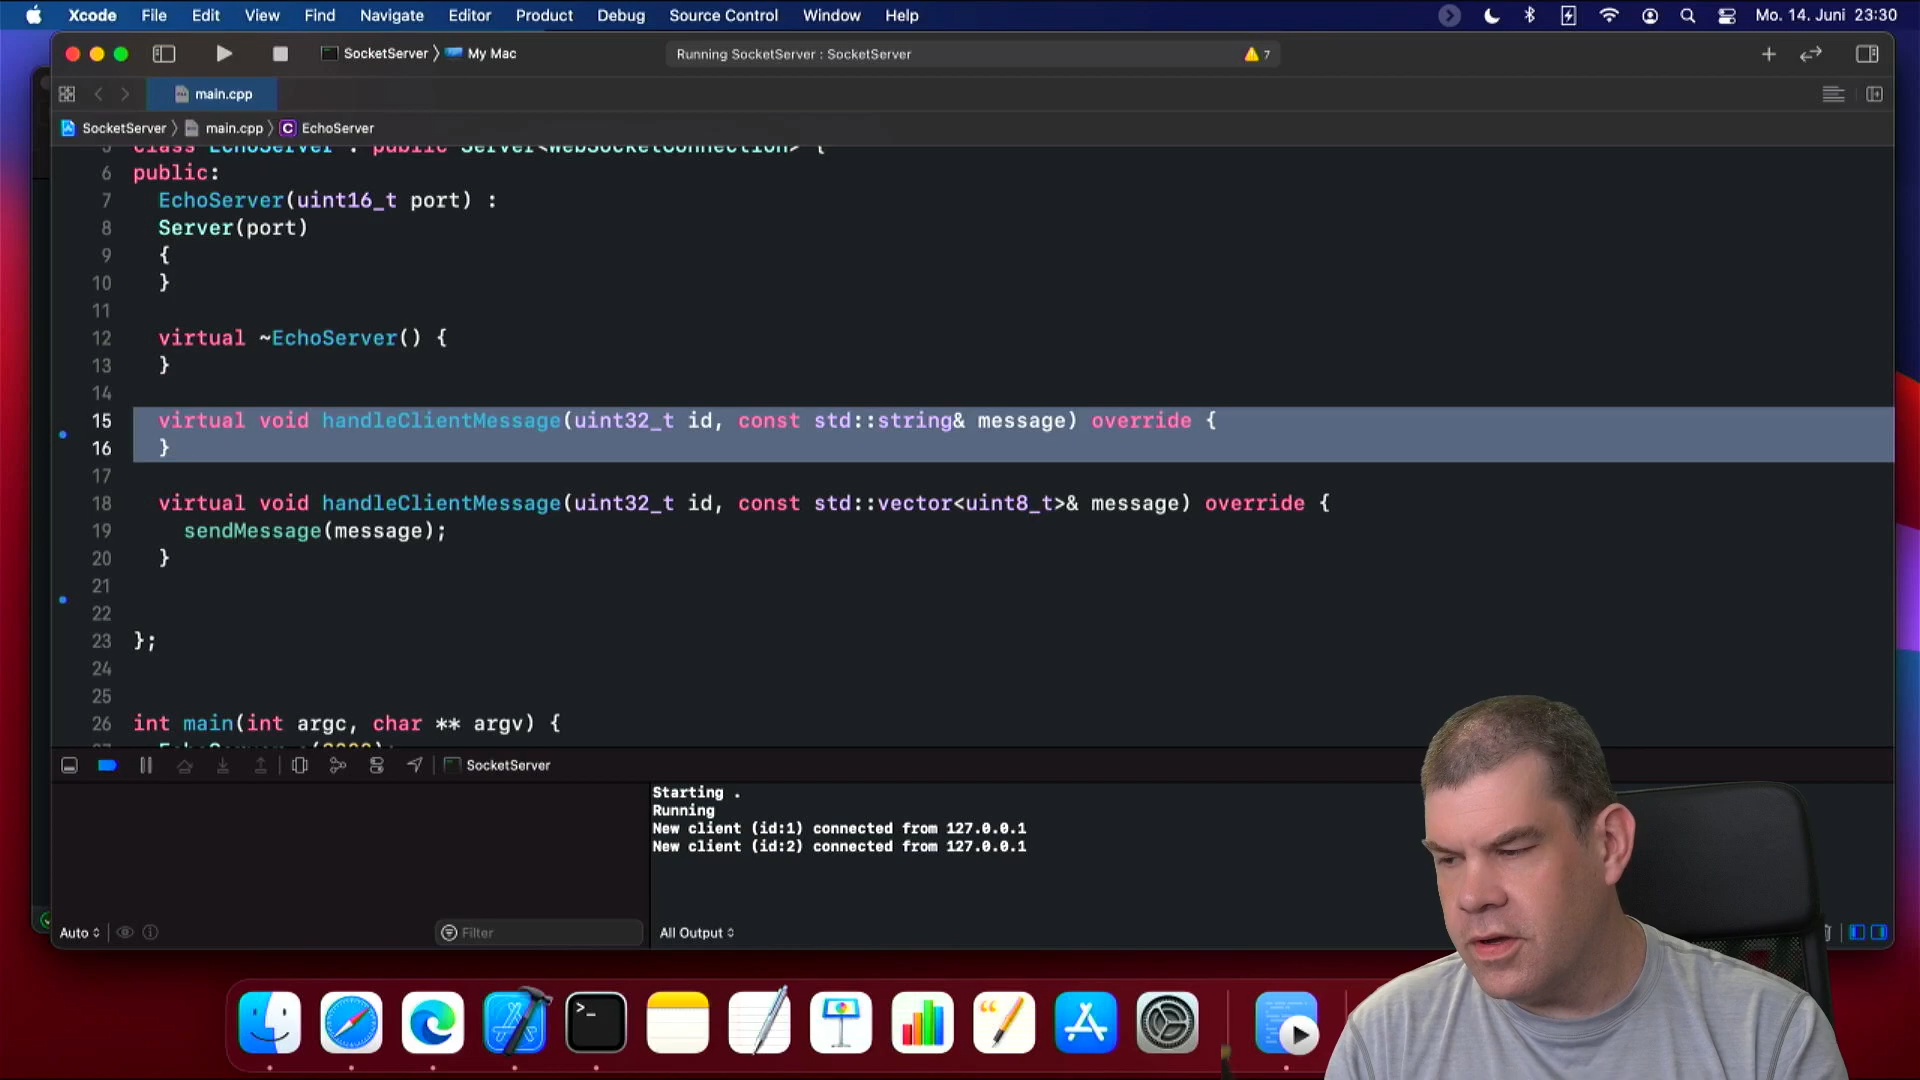 Xcode File Edit View Find Navigate Editor Product Debug Source Control Window Help Mo. 14. Juni 23:30
SocketServer 〉 My Mac Running SocketServer : SocketServer 7
main.cpp
SocketServer 〉 main.cpp 〉 C EchoServer
5 class EchoServer : public Server<WebSocketConnection> {
6 public:
7 EchoServer(uint16_t port) :
8 Server(port)
9 {
10 }
11
12 virtual ~EchoServer() {
13 }
14
15 virtual void handleClientMessage(uint32_t id, const std::string& message) override {
16 }
17
18 virtual void handleClientMessage(uint32_t id, const std::vector<uint8_t>& message) override {
19 sendMessage(message);
20 }
21
22
23 };
24
25
26 int main(int argc, char ** argv) {
SocketServer
Starting .
Running
New client (id:1) connected from 127.0.0.1
New client (id:2) connected from 127.0.0.1
Auto Filter All Output